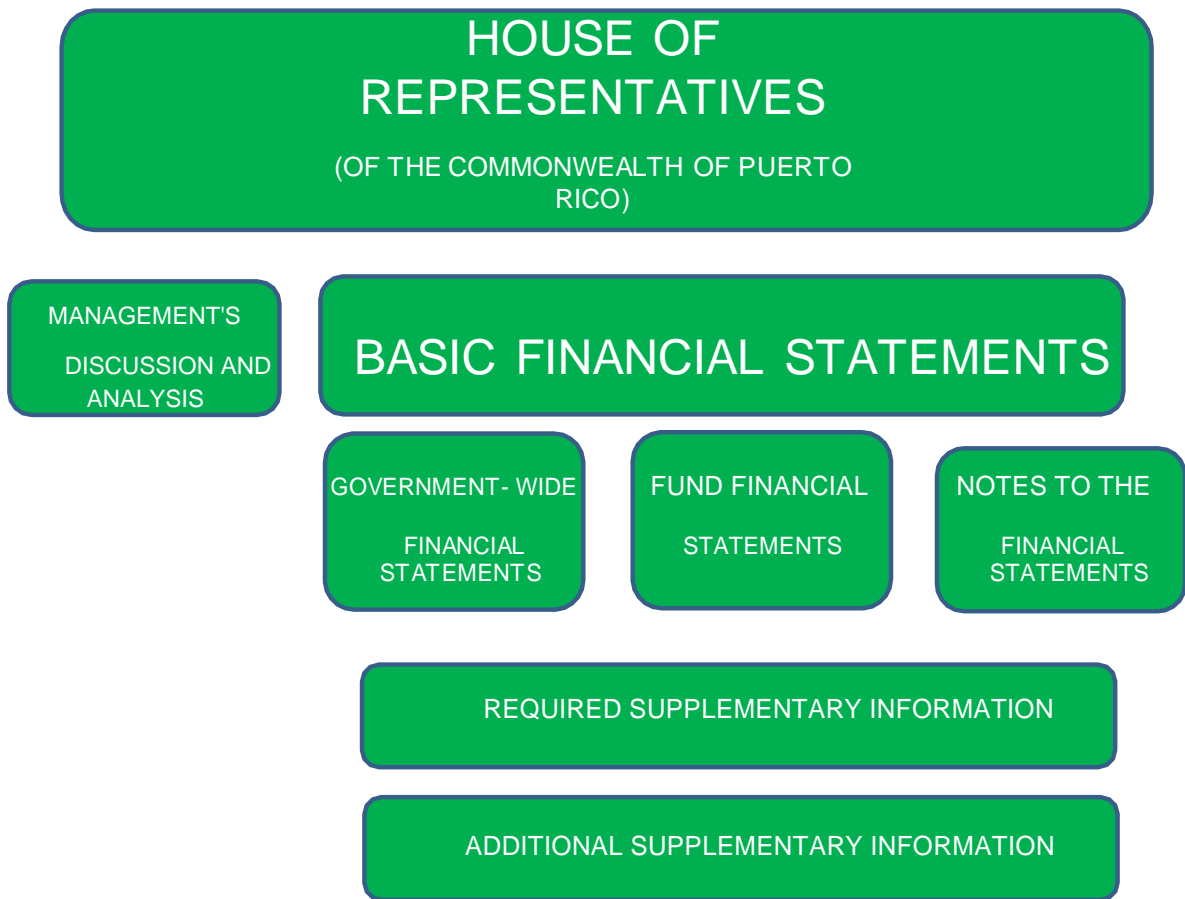 HOUSE OF
REPRESENTATIVES
(OF THE COMMONWEALTH OF PUERTO
RICO)
MANAGEMENT'S
DISCUSSION AND
ANALYSIS
BASIC FINANCIAL STATEMENTS
GOVERNMENT- WIDE
FINANCIAL
STATEMENTS
FUND FINANCIAL
STATEMENTS
NOTES TO THE
FINANCIAL
STATEMENTS
REQUIRED SUPPLEMENTARY INFORMATION
ADDITIONAL SUPPLEMENTARY INFORMATION